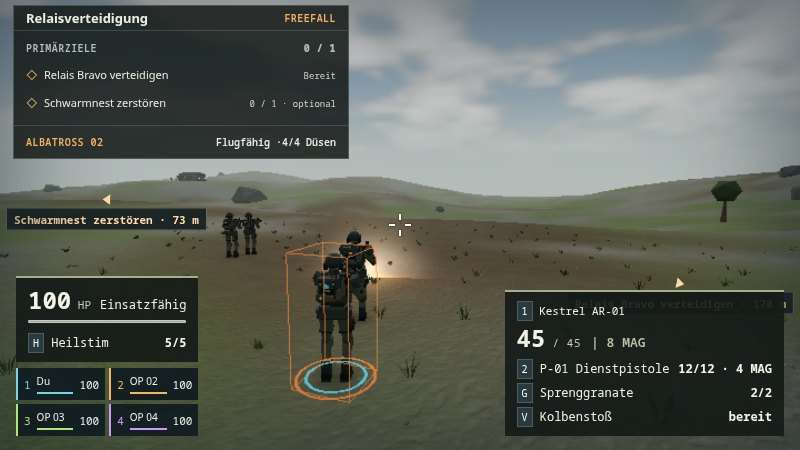 Relaisverteidigung FREEFALL
PRIMÄRZIELE 0 / 1
Relais Bravo verteidigen Bereit
Schwarmnest zerstören 0 / 1 · optional
ALBATROSS 02 Flugfähig ·4/4 Düsen
Schwarmnest zerstören · 73 m
Relais Bravo verteidigen · 170 m
100 HP Einsatzfähig
H Heilstim 5/5
1 Du 100
2 OP 02 100
3 OP 03 100
4 OP 04 100
1 Kestrel AR-01
45 / 45 | 8 MAG
2 P-01 Dienstpistole 12/12 · 4 MAG
G Sprenggranate 2/2
V Kolbenstoß bereit